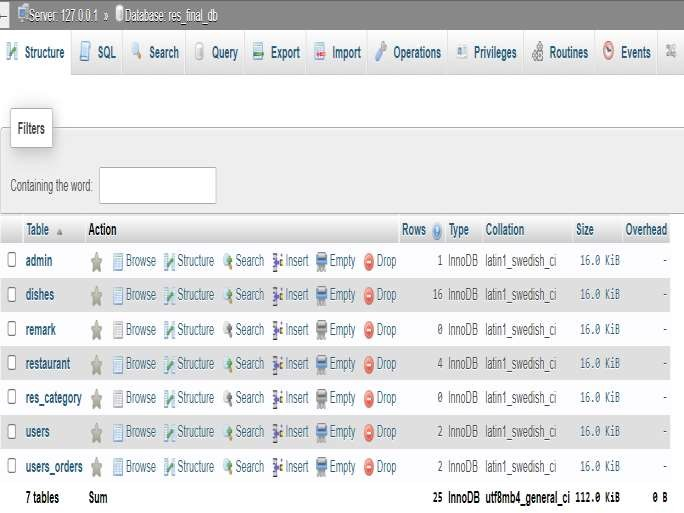 Server: 127.0.0.1 » Database: res_final_db
Structure SQL Search Query Export Import Operations Privileges Routines Events
Filters
Containing the word:
Table Action Rows Type Collation Size Overhead
admin Browse Structure Search Insert Empty Drop 1 InnoDB latin1_swedish_ci 16.0 KiB -
dishes Browse Structure Search Insert Empty Drop 16 InnoDB latin1_swedish_ci 16.0 KiB -
remark Browse Structure Search Insert Empty Drop 0 InnoDB latin1_swedish_ci 16.0 KiB -
restaurant Browse Structure Search Insert Empty Drop 4 InnoDB latin1_swedish_ci 16.0 KiB -
res_category Browse Structure Search Insert Empty Drop 0 InnoDB latin1_swedish_ci 16.0 KiB -
users Browse Structure Search Insert Empty Drop 2 InnoDB latin1_swedish_ci 16.0 KiB -
users_orders Browse Structure Search Insert Empty Drop 2 InnoDB latin1_swedish_ci 16.0 KiB -
7 tables Sum 25 InnoDB utf8mb4_general_ci 112.0 KiB 0 B